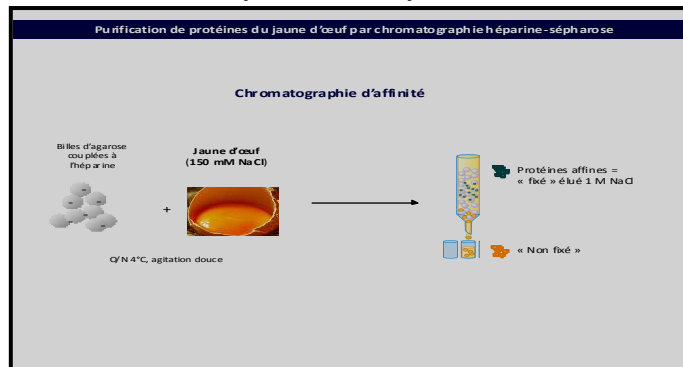 Purification de protéines du jaune d'œuf par chromatographie héparine-sépharose
Chromatographie d'affinité
Billes d'agarose
couplées à
l'héparine
Jaune d'œuf
(150 mM NaCl)
+
O/N 4°C, agitation douce
Protéines affines =
« fixé » élué 1 M NaCl
« Non fixé »